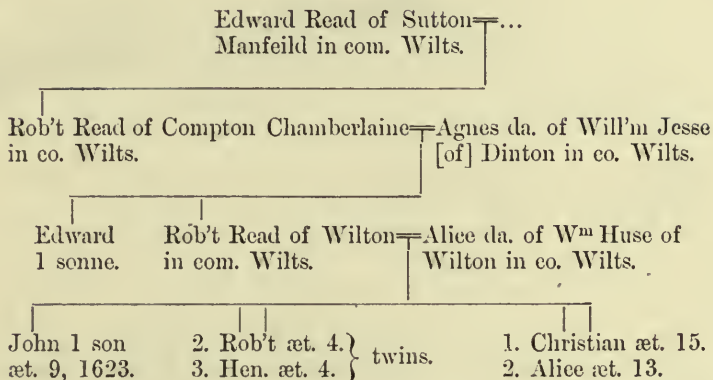 Edward Read of Sutton=...
Manfeild in com. Wilts.
Rob't Read of Compton Chamberlaine=Agnes da. of Will'm Jesse
in co. Wilts. [of] Dinton in co. Wilts.
Edward Rob't Read of Wilton=Alice da. of Wᵐ Huse of
1 sonne. in com. Wilts. Wilton in co. Wilts.
John 1 son 2. Rob't æt. 4.} twins. 1. Christian æt. 15.
æt. 9, 1623. 3. Hen. æt. 4.} 2. Alice æt. 13.